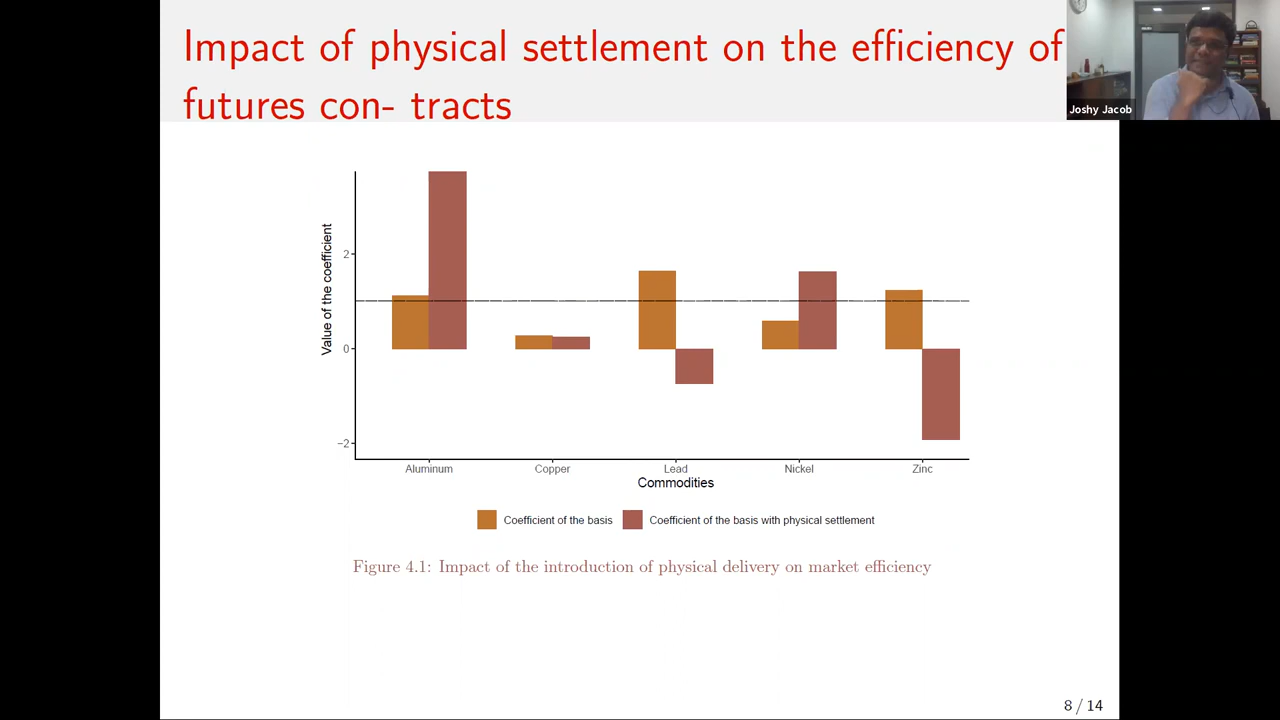 Impact of physical settlement on the efficiency of
futures con- tracts
Joshy Jacob
Value of the coefficient
2
0
−2
Aluminum Copper Lead Nickel Zinc
Commodities
Coefficient of the basis Coefficient of the basis with physical settlement
Figure 4.1: Impact of the introduction of physical delivery on market efficiency
8 / 14